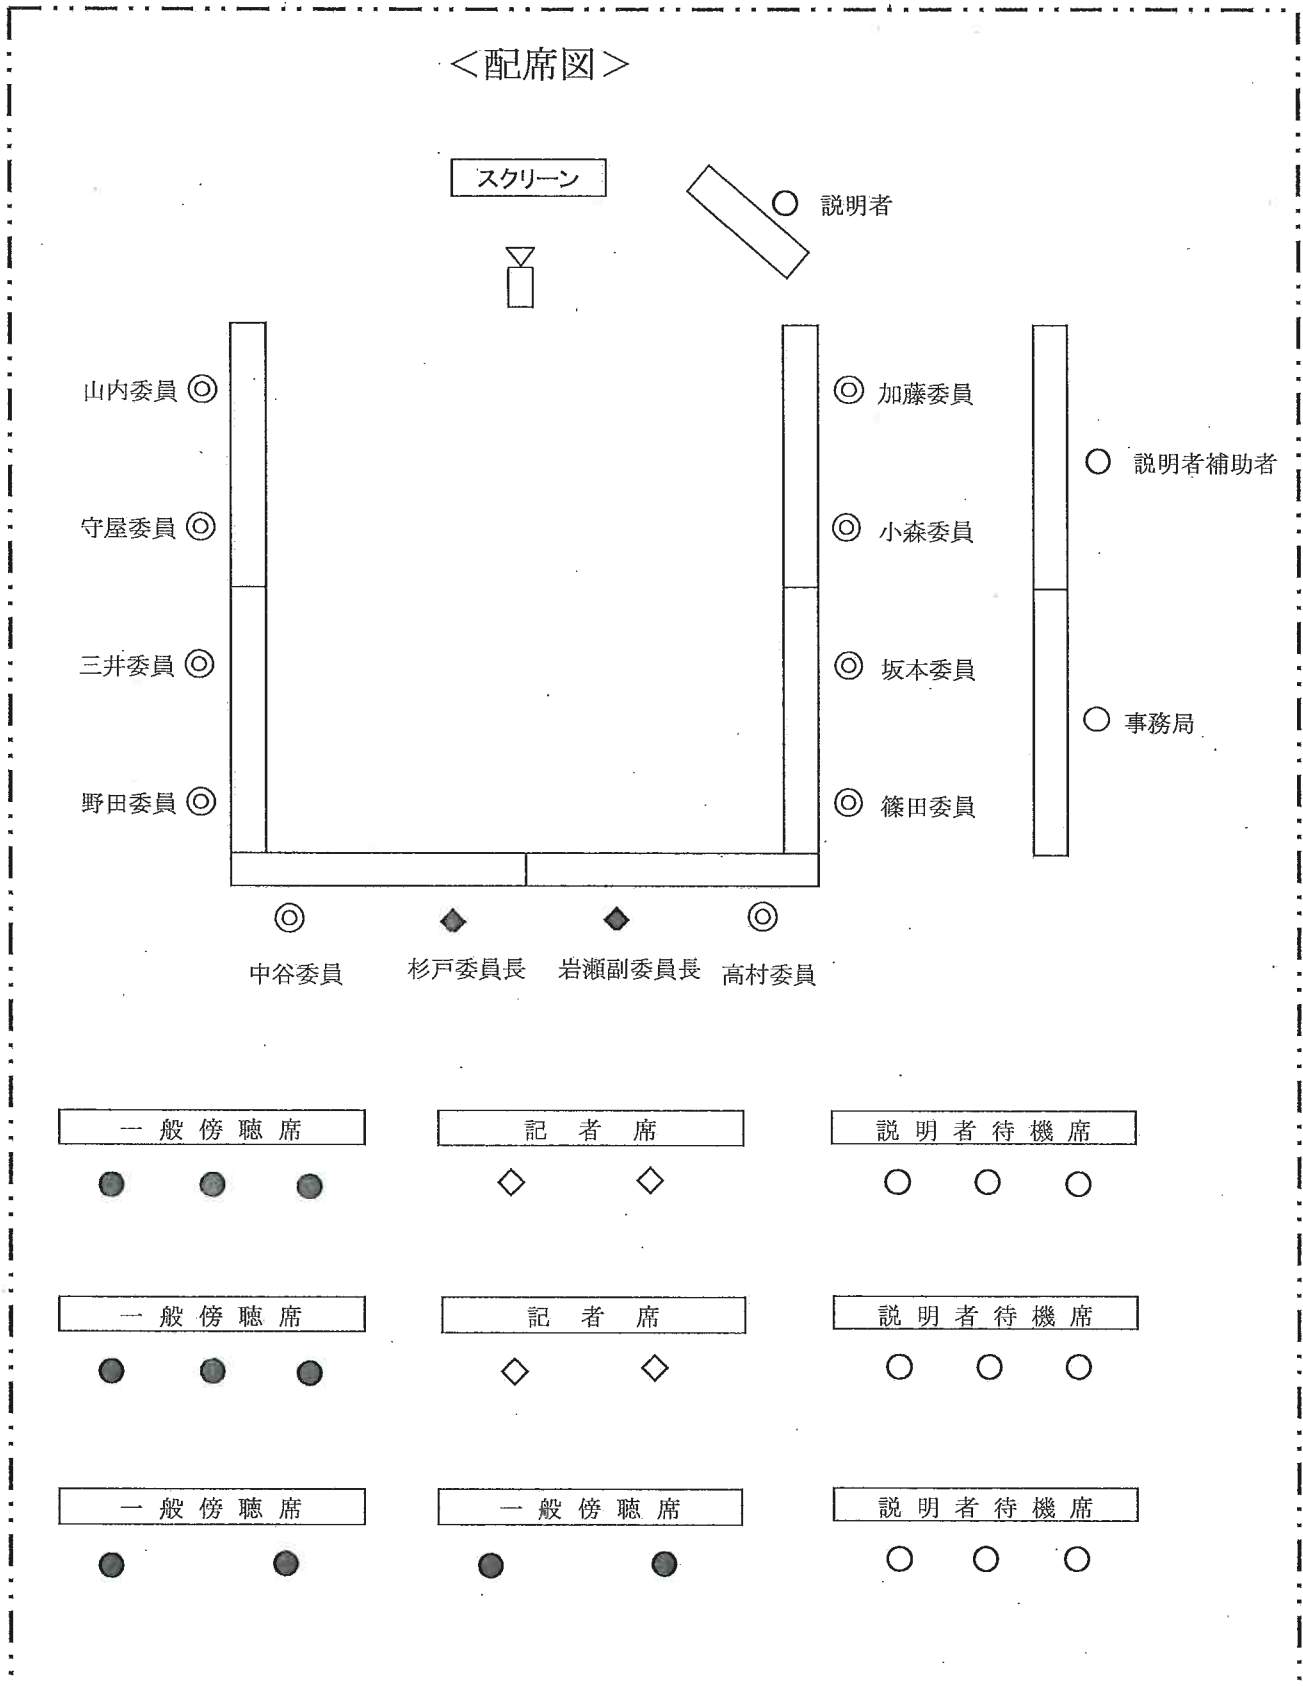 ＜配席図＞
スクリーン
説明者
山内委員
加藤委員
説明者補助者
守屋委員
小森委員
三井委員
坂本委員
事務局
野田委員
篠田委員
中谷委員
杉戸委員長
岩瀬副委員長
高村委員
一般傍聴席
記者席
説明者待機席
一般傍聴席
記者席
説明者待機席
一般傍聴席
一般傍聴席
説明者待機席